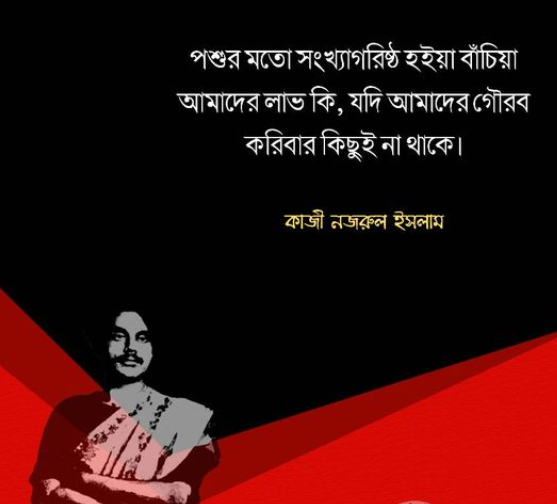 পশুর মতো সংখ্যাগরিষ্ঠ হইয়া বাঁচিয়া
আমাদের লাভ কি, যদি আমাদের গৌরব
করিবার কিছুই না থাকে।
কাজী নজরুল ইসলাম